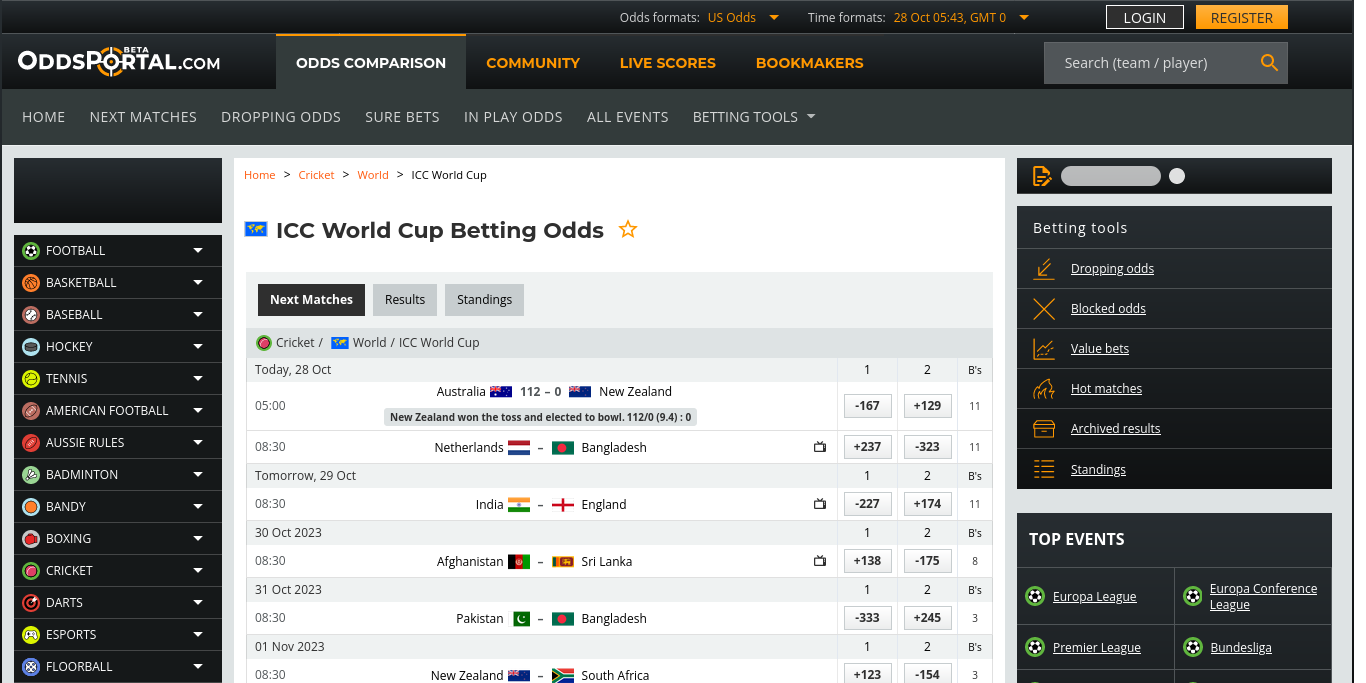 Odds formats: US Odds Time formats: 28 Oct 05:43, GMT 0 LOGIN REGISTER
ODDSPORTAL.COM BETA
ODDS COMPARISON COMMUNITY LIVE SCORES BOOKMAKERS Search (team / player)
HOME NEXT MATCHES DROPPING ODDS SURE BETS IN PLAY ODDS ALL EVENTS BETTING TOOLS
FOOTBALL
BASKETBALL
BASEBALL
HOCKEY
TENNIS
AMERICAN FOOTBALL
AUSSIE RULES
BADMINTON
BANDY
BOXING
CRICKET
DARTS
ESPORTS
FLOORBALL
Home > Cricket > World > ICC World Cup
ICC World Cup Betting Odds
Next Matches Results Standings
Cricket / World / ICC World Cup
Today, 28 Oct 1 2 B's
Australia 112 – 0 New Zealand
05:00 -167 +129 11
New Zealand won the toss and elected to bowl. 112/0 (9.4) : 0
08:30 Netherlands – Bangladesh +237 -323 11
Tomorrow, 29 Oct 1 2 B's
08:30 India – England -227 +174 11
30 Oct 2023 1 2 B's
08:30 Afghanistan – Sri Lanka +138 -175 8
31 Oct 2023 1 2 B's
08:30 Pakistan – Bangladesh -333 +245 3
01 Nov 2023 1 2 B's
08:30 New Zealand – South Africa +123 -154 3
Betting tools
Dropping odds
Blocked odds
Value bets
Hot matches
Archived results
Standings
TOP EVENTS
Europa League
Europa Conference
League
Premier League
Bundesliga